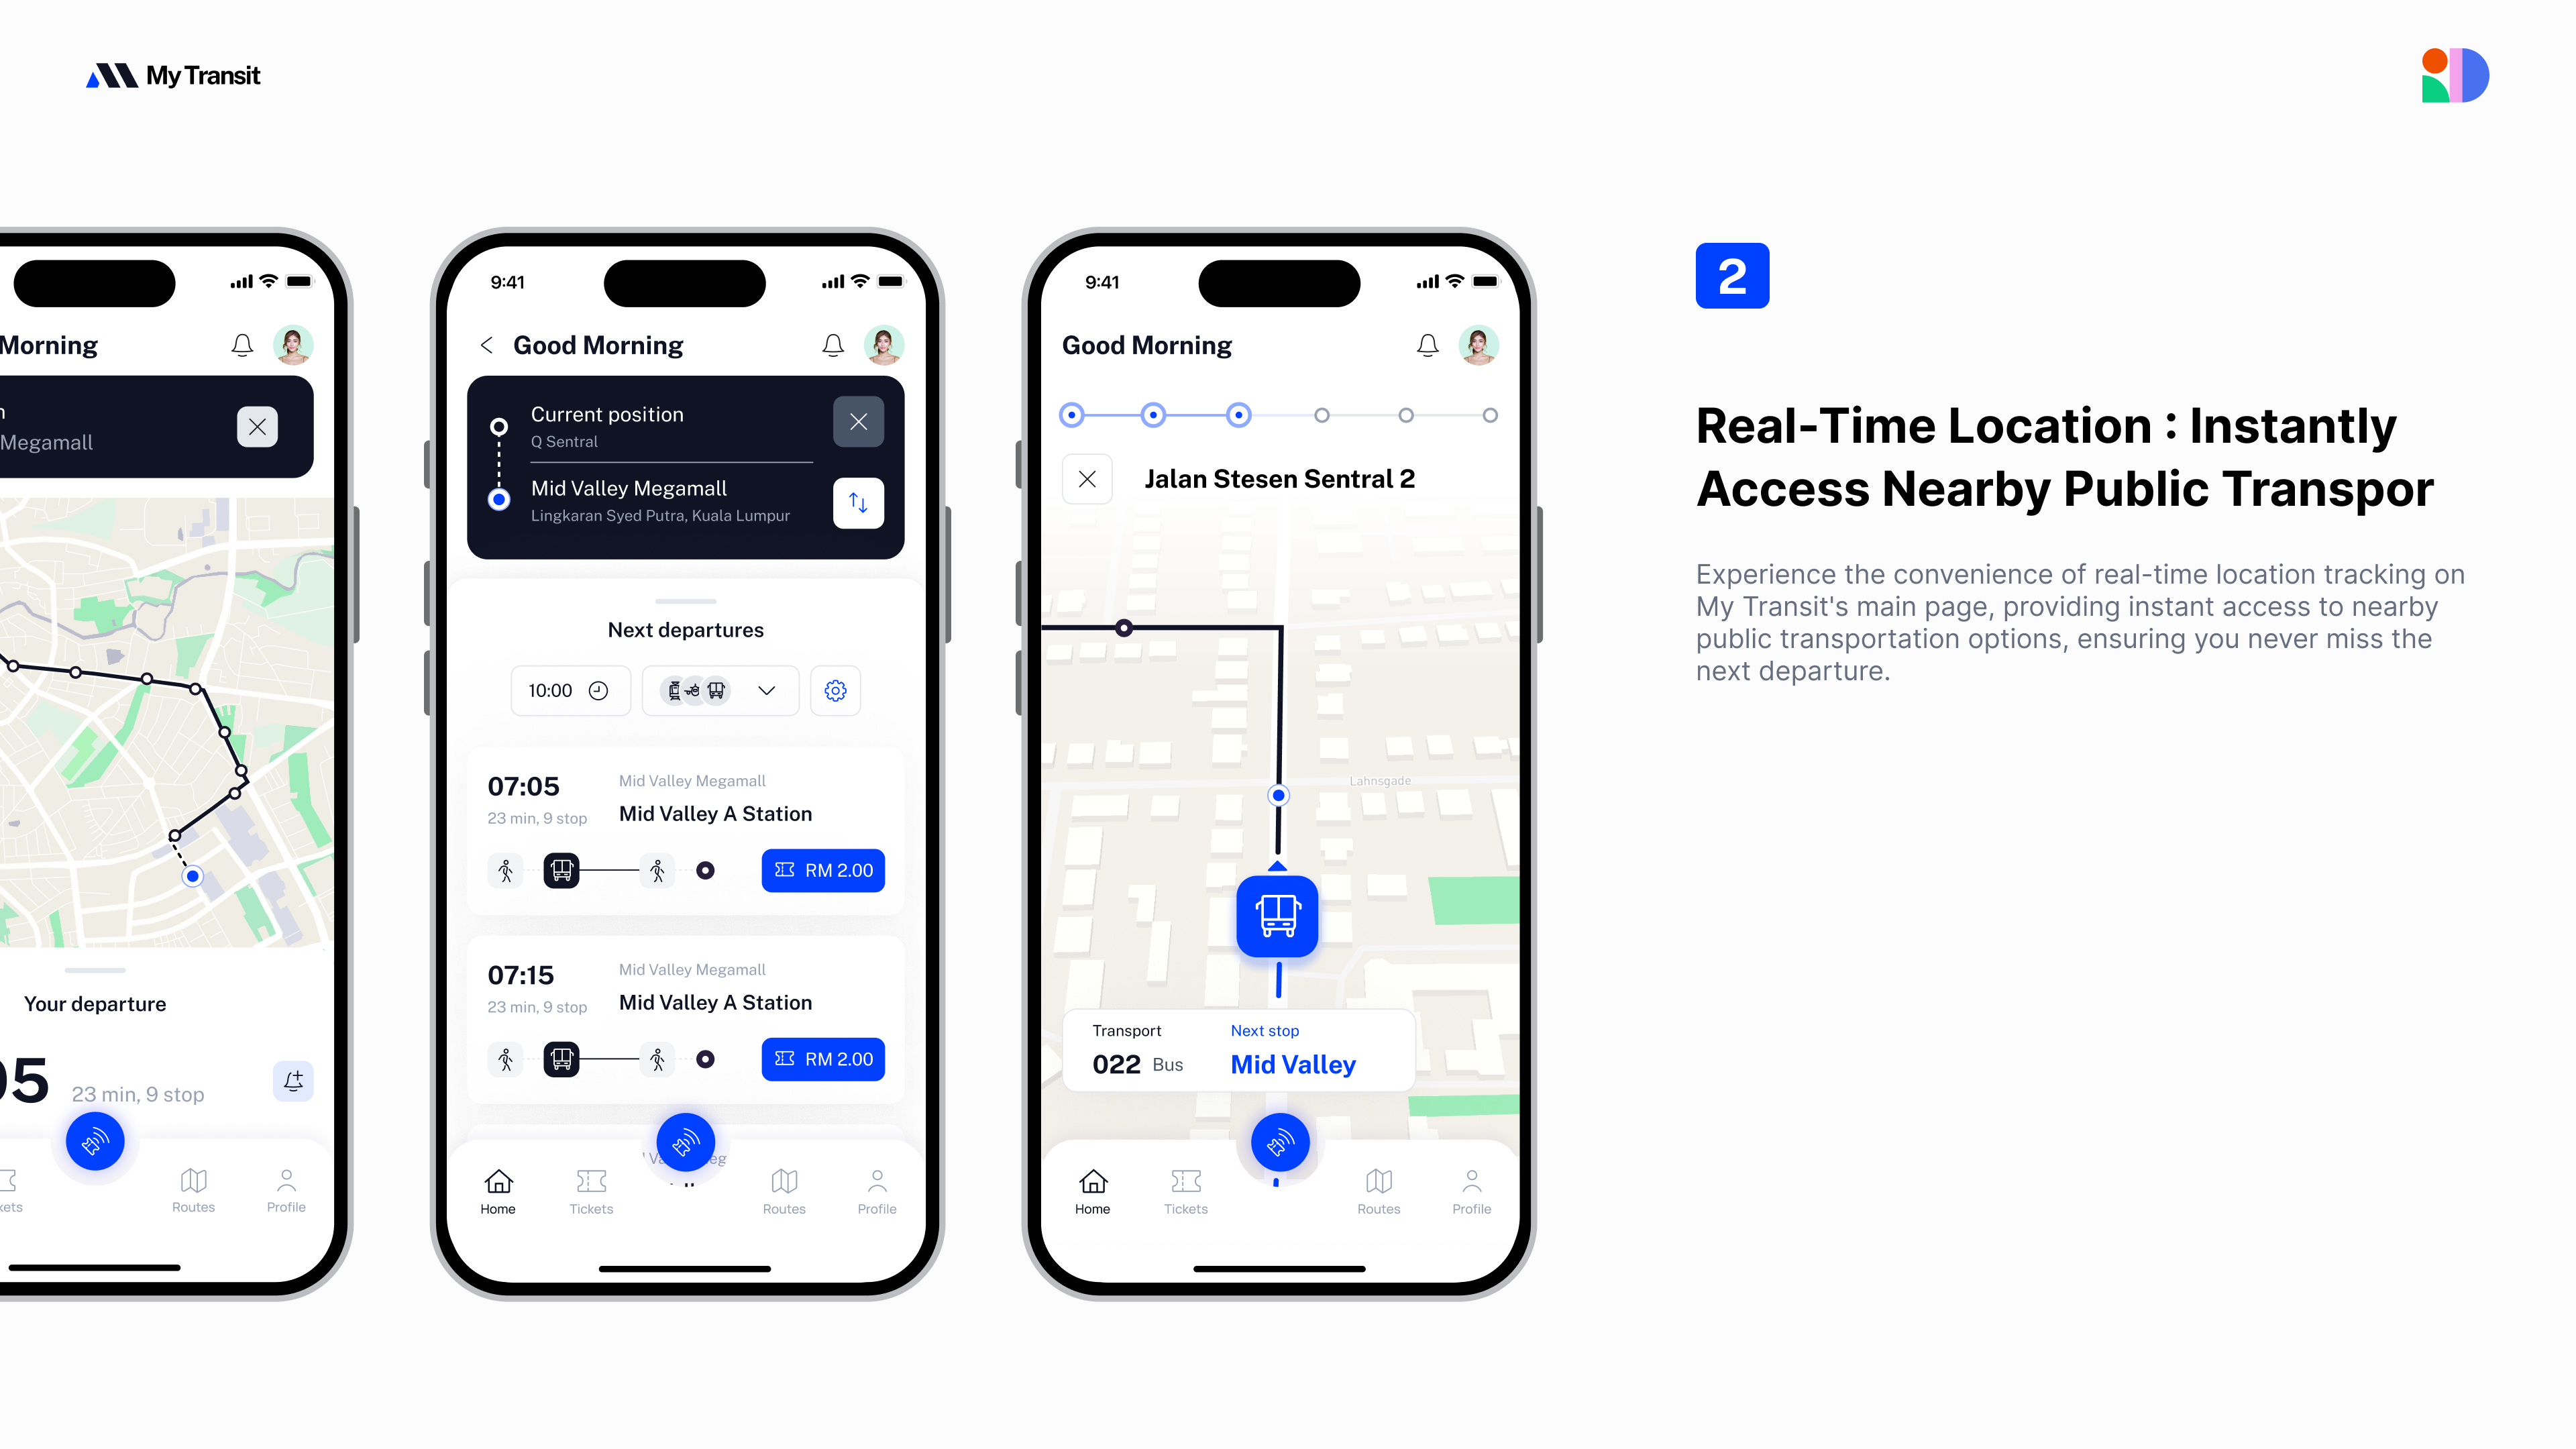 My Transit
Morning
Megamall
Your departure
23 min, 9 stop
Routes
Profile
9:41
Good Morning
Current position
Q Sentral
Mid Valley Megamall
Lingkaran Syed Putra, Kuala Lumpur
Next departures
10:00
07:05
23 min, 9 stop
Mid Valley Megamall
Mid Valley A Station
RM 2.00
07:15
23 min, 9 stop
Mid Valley Megamall
Mid Valley A Station
RM 2.00
Home
Tickets
Routes
Profile
9:41
Good Morning
Jalan Stesen Sentral 2
Lahnsgade
Transport
022 Bus
Next stop
Mid Valley
Home
Tickets
Routes
Profile
2
Real-Time Location : Instantly
Access Nearby Public Transpor
Experience the convenience of real-time location tracking on
My Transit's main page, providing instant access to nearby
public transportation options, ensuring you never miss the
next departure.